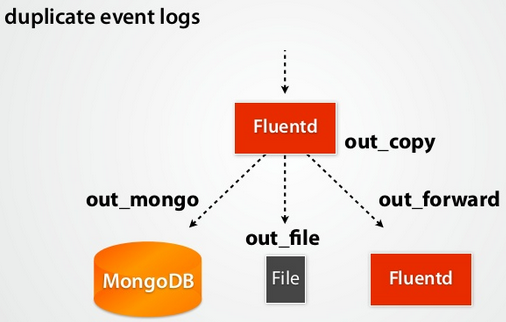 duplicate event logs
Fluentd
out_copy
out_mongo
out_forward
out_file
MongoDB
File
Fluentd